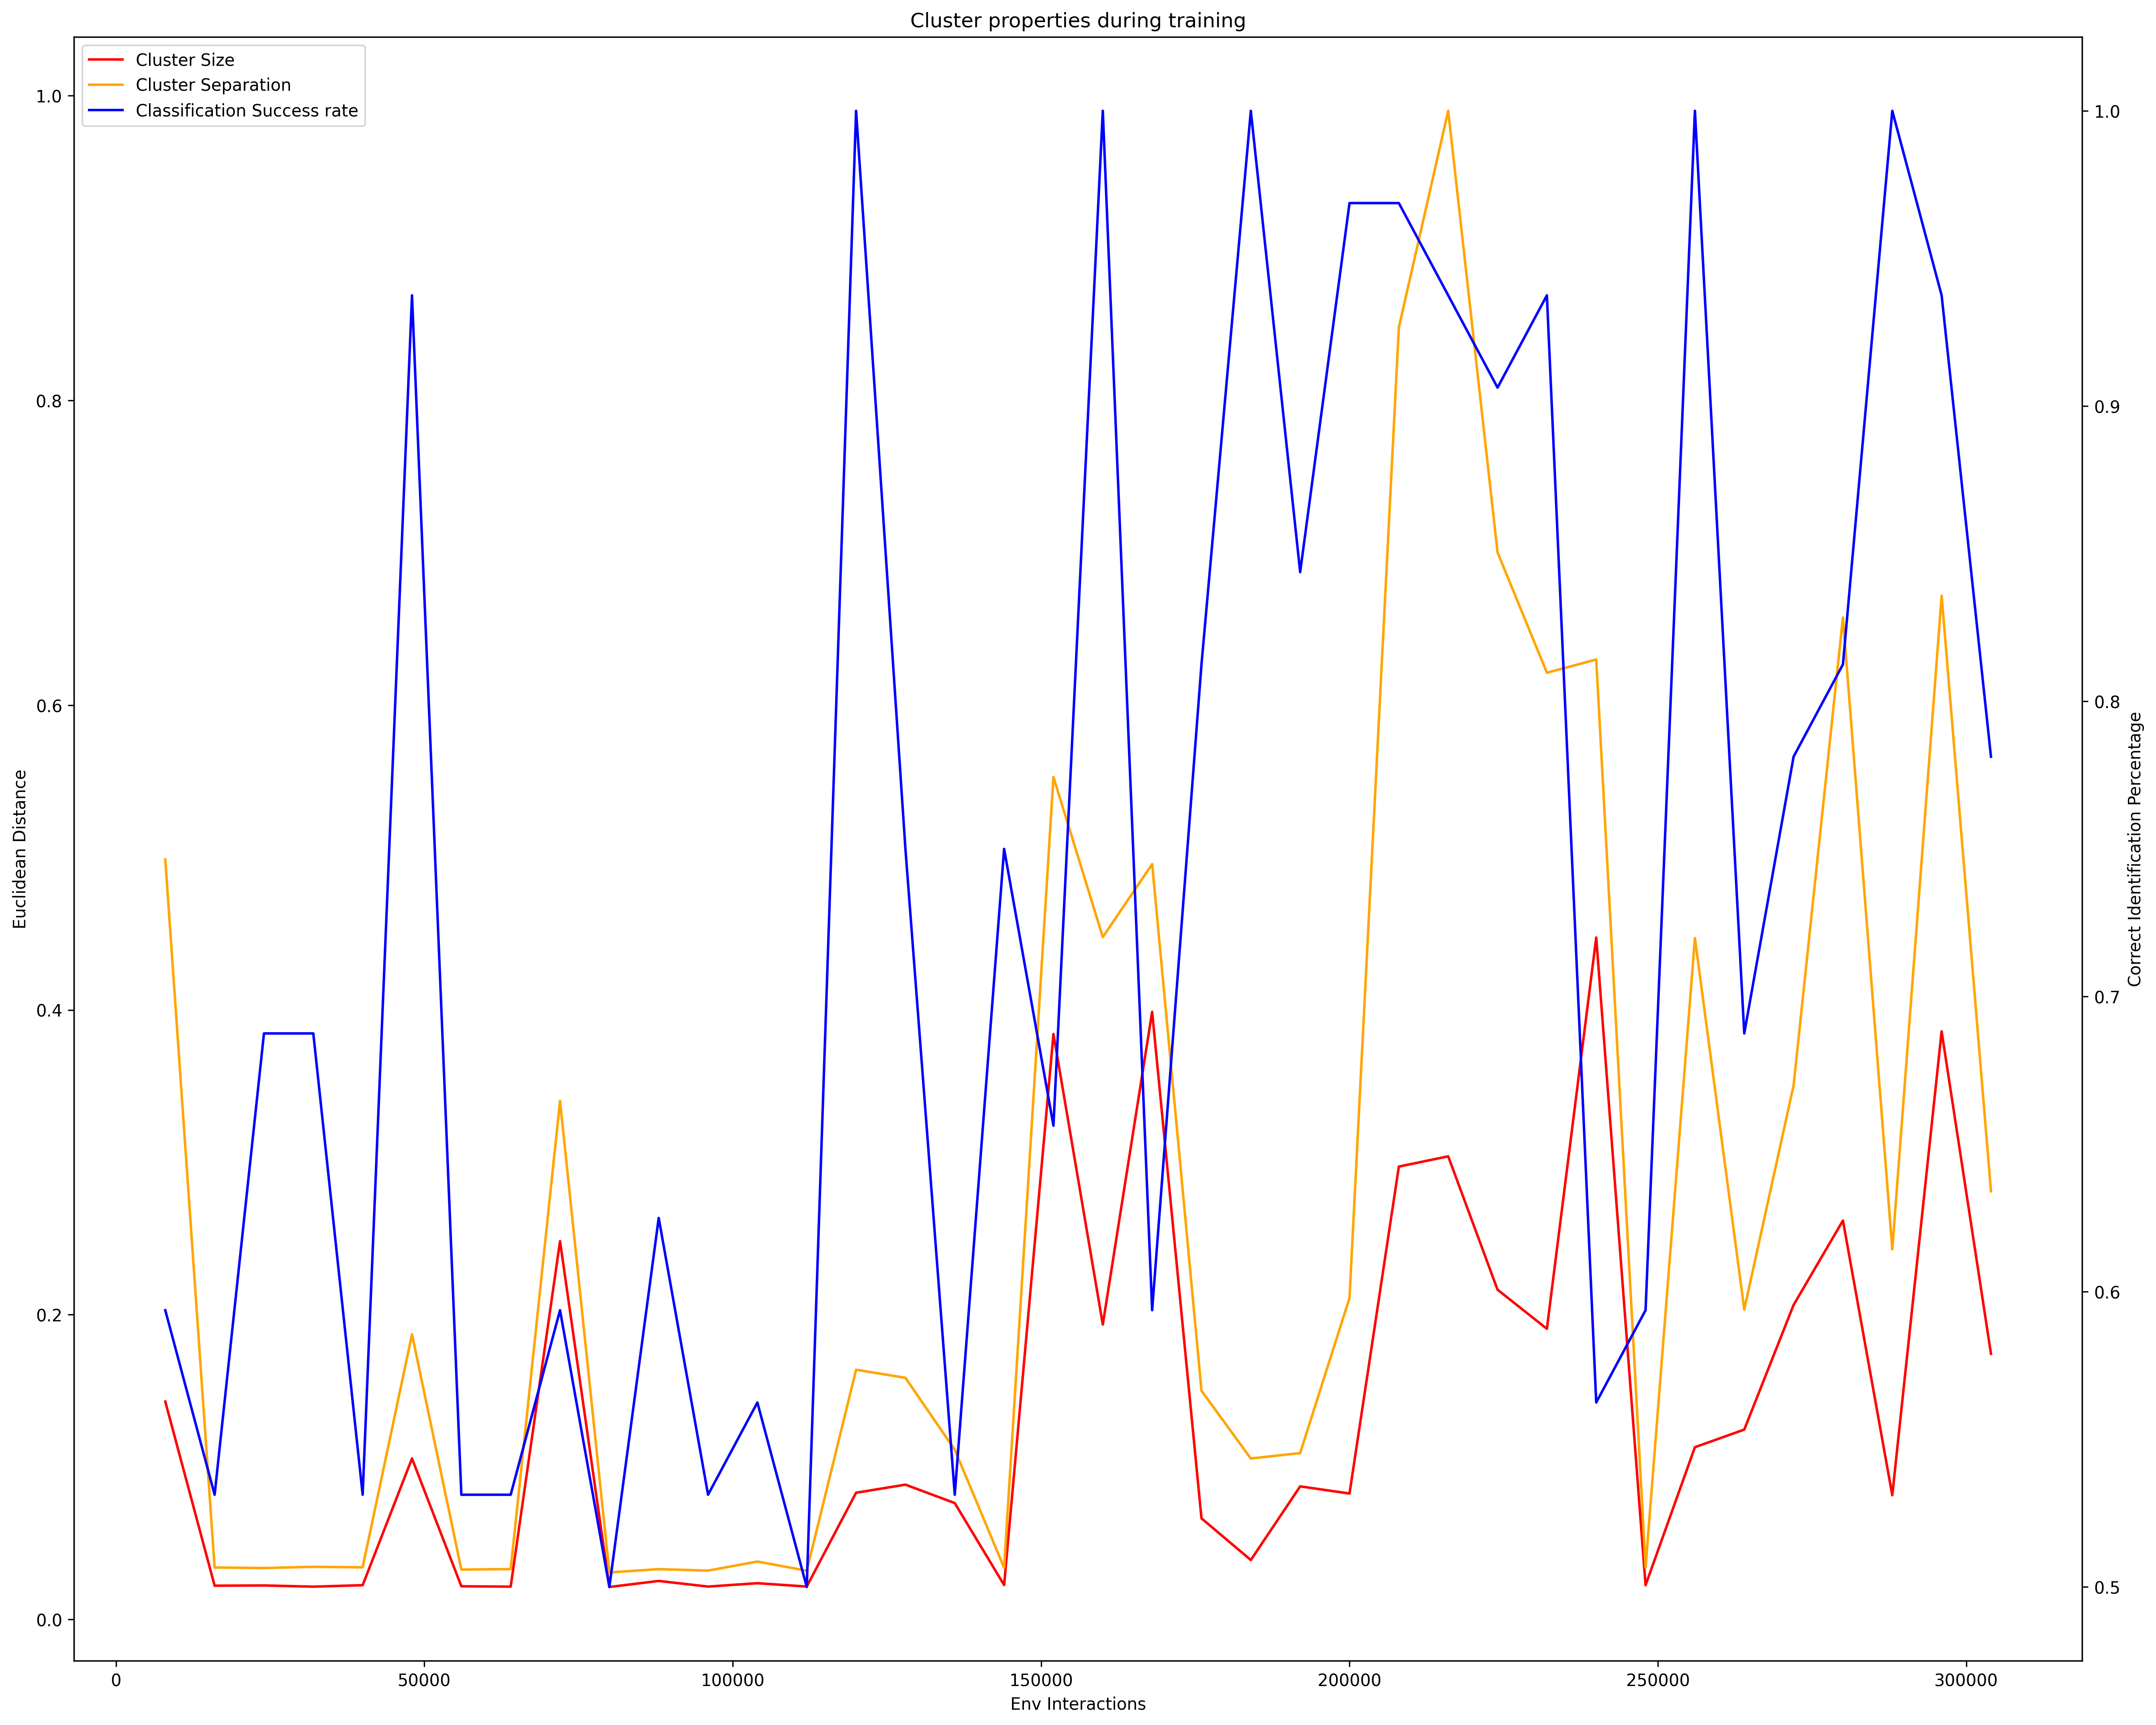 Cluster properties during training
Cluster Size
Cluster Separation
Classification Success rate
1.0
0.8
0.6
0.4
0.2
0.0
Euclidean Distance
1.0
0.9
0.8
0.7
0.6
0.5
Correct Identification Percentage
0
50000
100000
150000
200000
250000
300000
Env Interactions